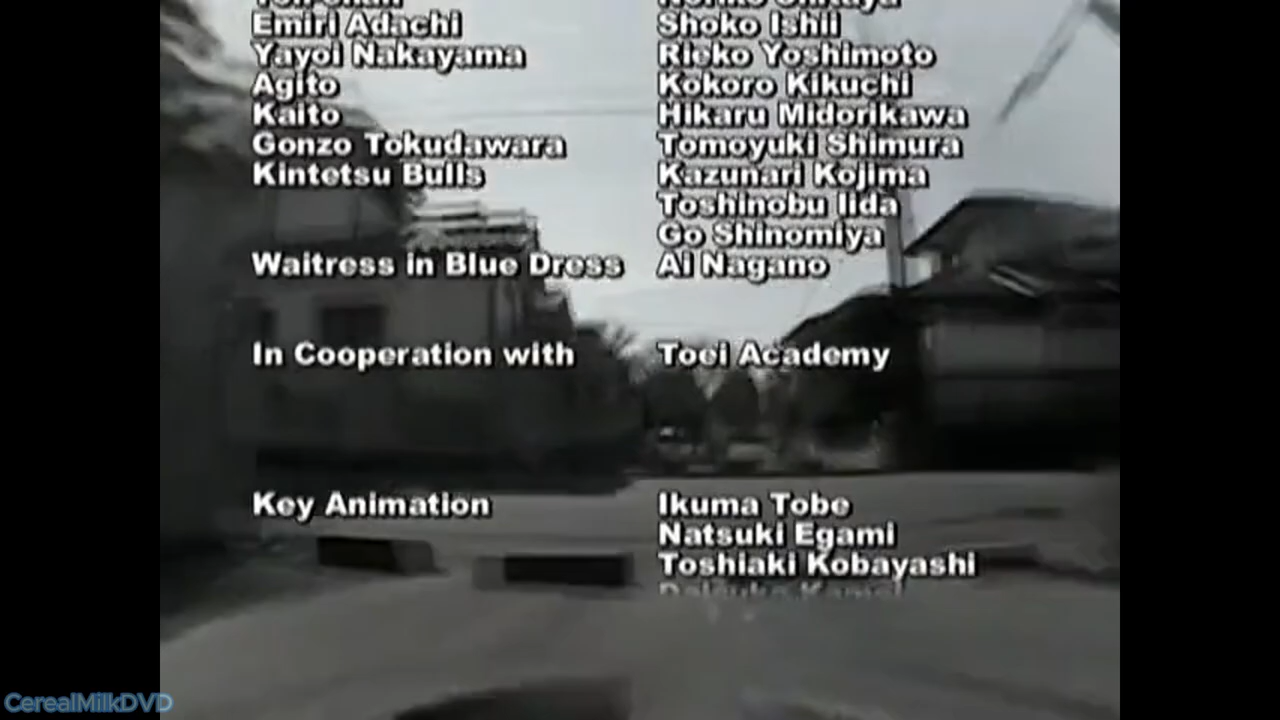 Emiri Adachi Shoko Ishii
Yayoi Nakayama Rieko Yoshimoto
Agito Kokoro Kikuchi
Kaito Hikaru Midorikawa
Gonzo Tokudawara Tomoyuki Shimura
Kintetsu Bulls Kazunari Kojima
Toshinobu Iida
Go Shinomiya
Waitress in Blue Dress Ai Nagano
In Cooperation with Toei Academy
Key Animation Ikuma Tobe
Natsuki Egami
Toshiaki Kobayashi
CerealMilkDVD